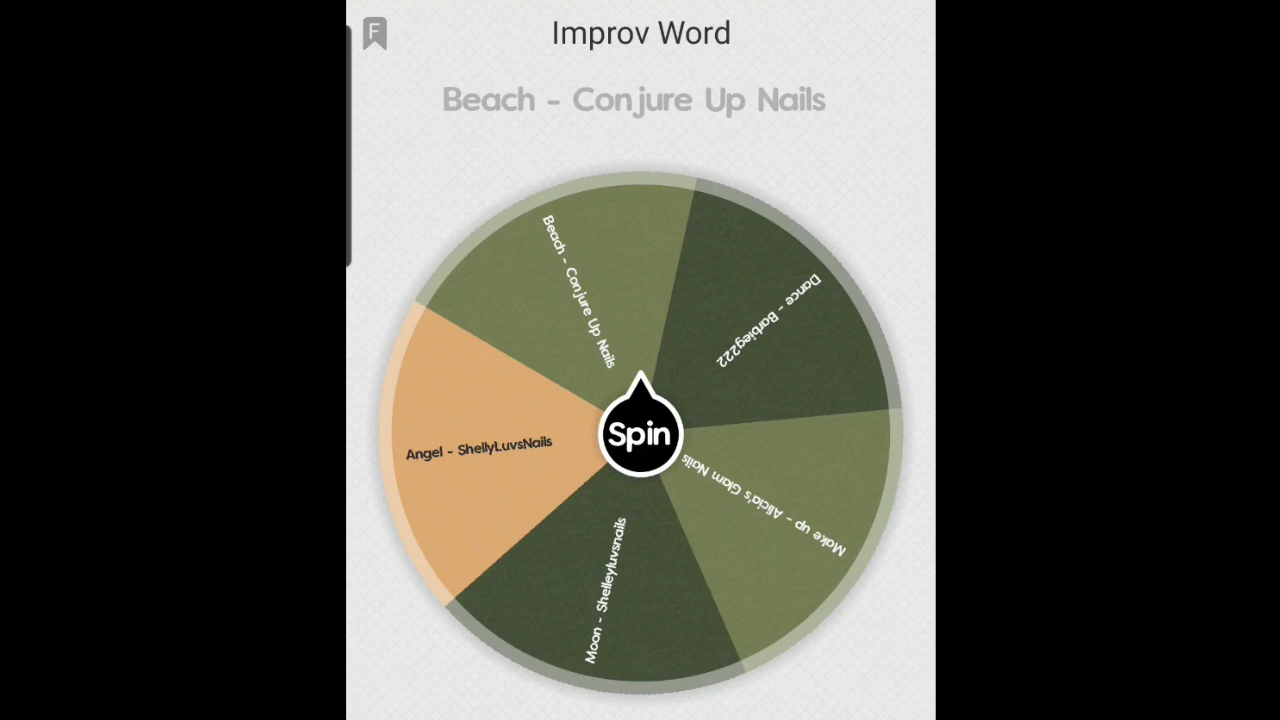 F
Improv Word
Beach - Conjure Up Nails
Beach - Conjure Up Nails
Dance - Barbieg222
Angel - ShellyLuvsNails
Spin
Make up - Alicia's Glam Nails
Moon - Shelleyluvsnails